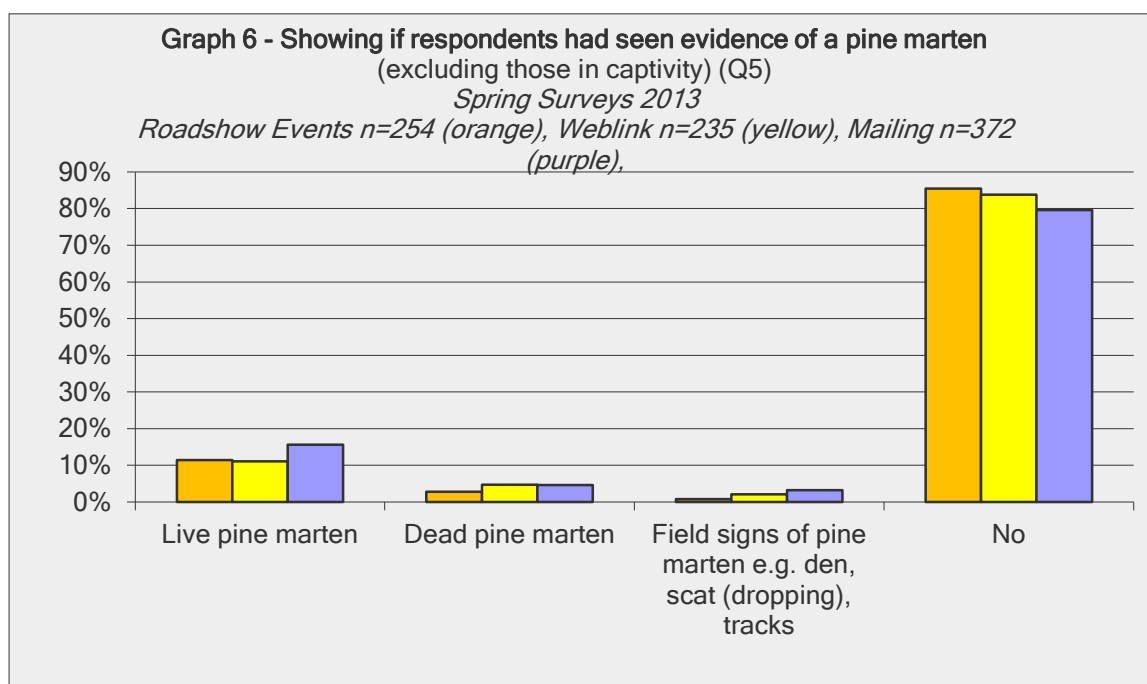 Graph 6 - Showing if respondents had seen evidence of a pine marten
(excluding those in captivity) (Q5)
Spring Surveys 2013
Roadshow Events n=254 (orange), Weblink n=235 (yellow), Mailing n=372
(purple),
90%
80%
70%
60%
50%
40%
30%
20%
10%
0%
Live pine marten
Dead pine marten
Field signs of pine
marten e.g. den,
scat (dropping),
tracks
No